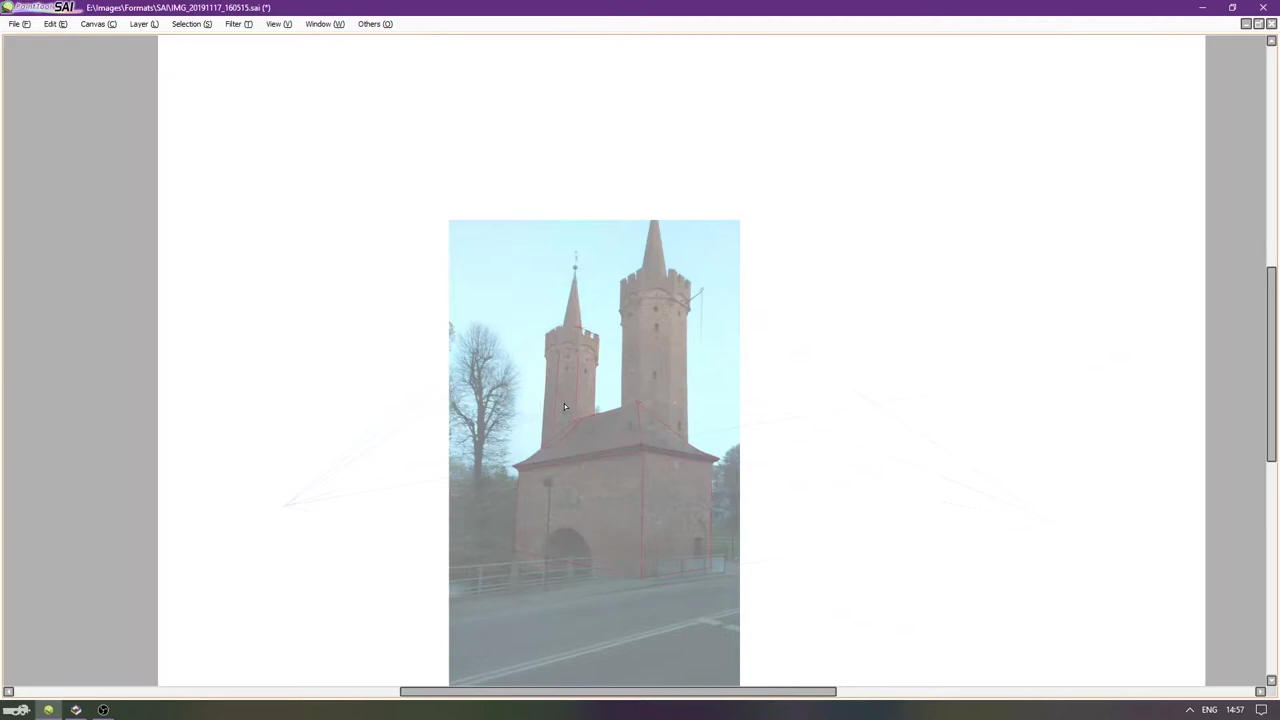 PaintTool SAI E:\Images\Formats\SAI\IMG_20191117_160515.sai (*)
File (F) Edit (E) Canvas (C) Layer (L) Selection (S) Filter (T) View (V) Window (W) Others (O)
ENG 14:57